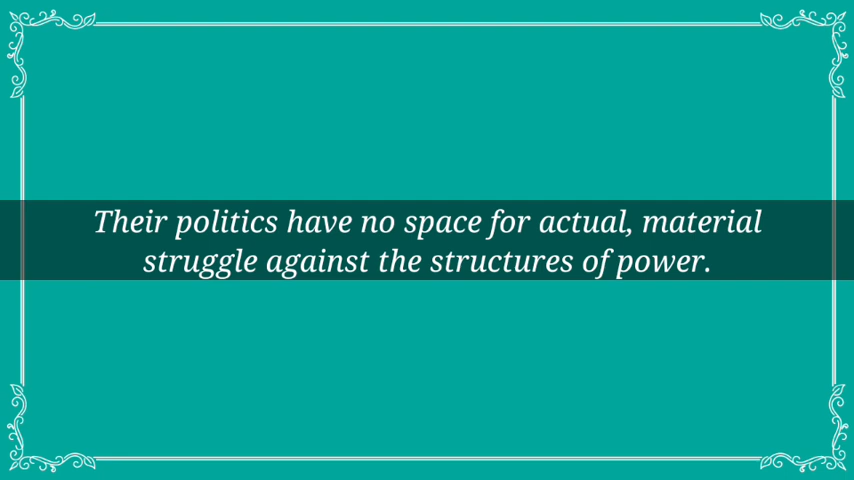 Their politics have no space for actual, material
struggle against the structures of power.